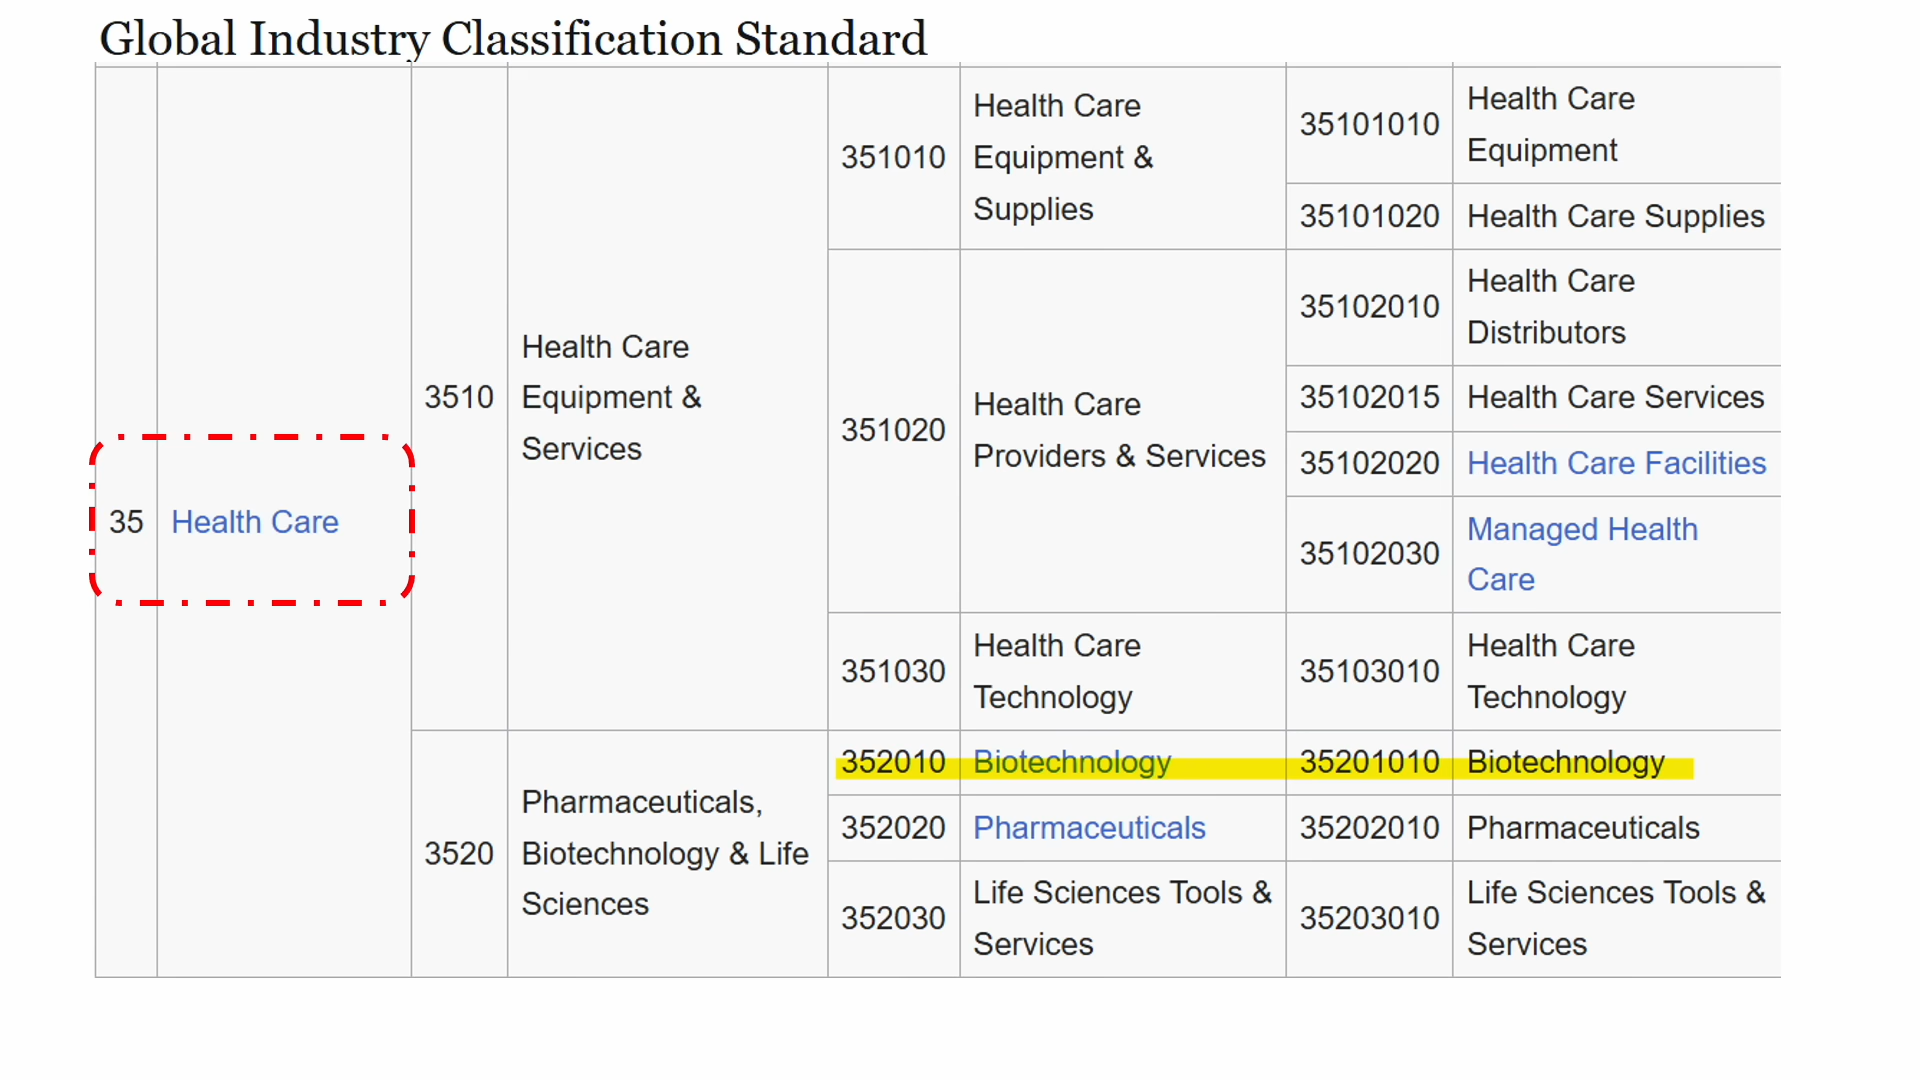 Global Industry Classification Standard
35
Health Care
3510
Health Care
Equipment &
Services
351010
Health Care
Equipment &
Supplies
35101010
Health Care
Equipment
35101020
Health Care Supplies
351020
Health Care
Providers & Services
35102010
Health Care
Distributors
35102015
Health Care Services
35102020
Health Care Facilities
35102030
Managed Health
Care
351030
Health Care
Technology
35103010
Health Care
Technology
3520
Pharmaceuticals,
Biotechnology & Life
Sciences
352010
Biotechnology
35201010
Biotechnology
352020
Pharmaceuticals
35202010
Pharmaceuticals
352030
Life Sciences Tools &
Services
35203010
Life Sciences Tools &
Services